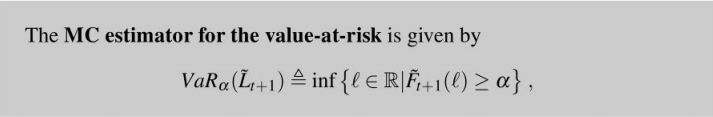 The MC estimator for the value-at-risk is given by
VaRα(L̃t+1) ≜ inf {ℓ ∈ ℝ|F̃t+1(ℓ) ≥ α} ,